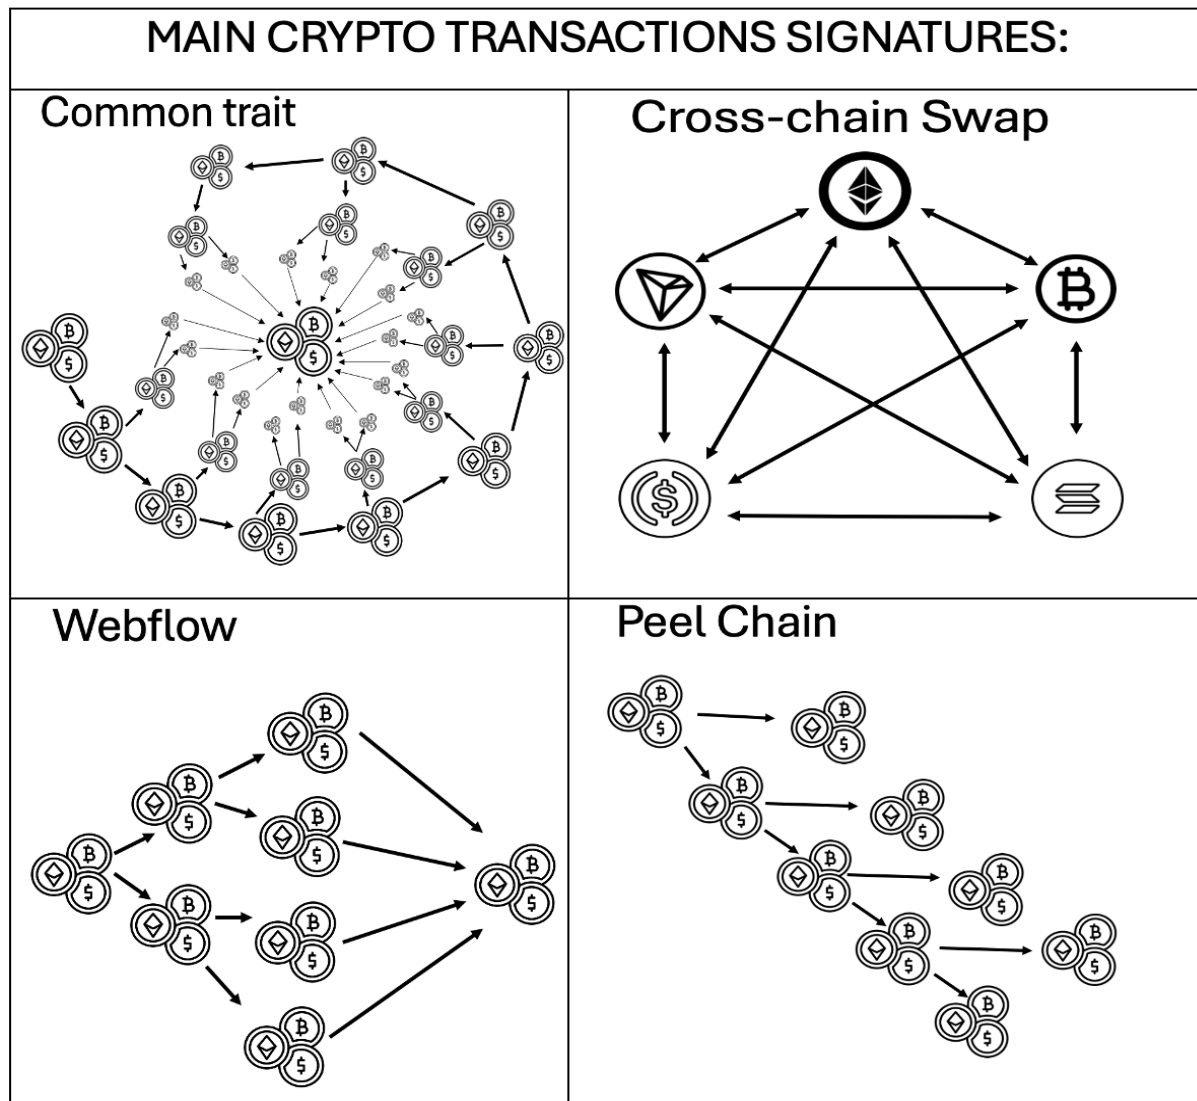 MAIN CRYPTO TRANSACTIONS SIGNATURES:
Common trait
Cross-chain Swap
Webflow
Peel Chain